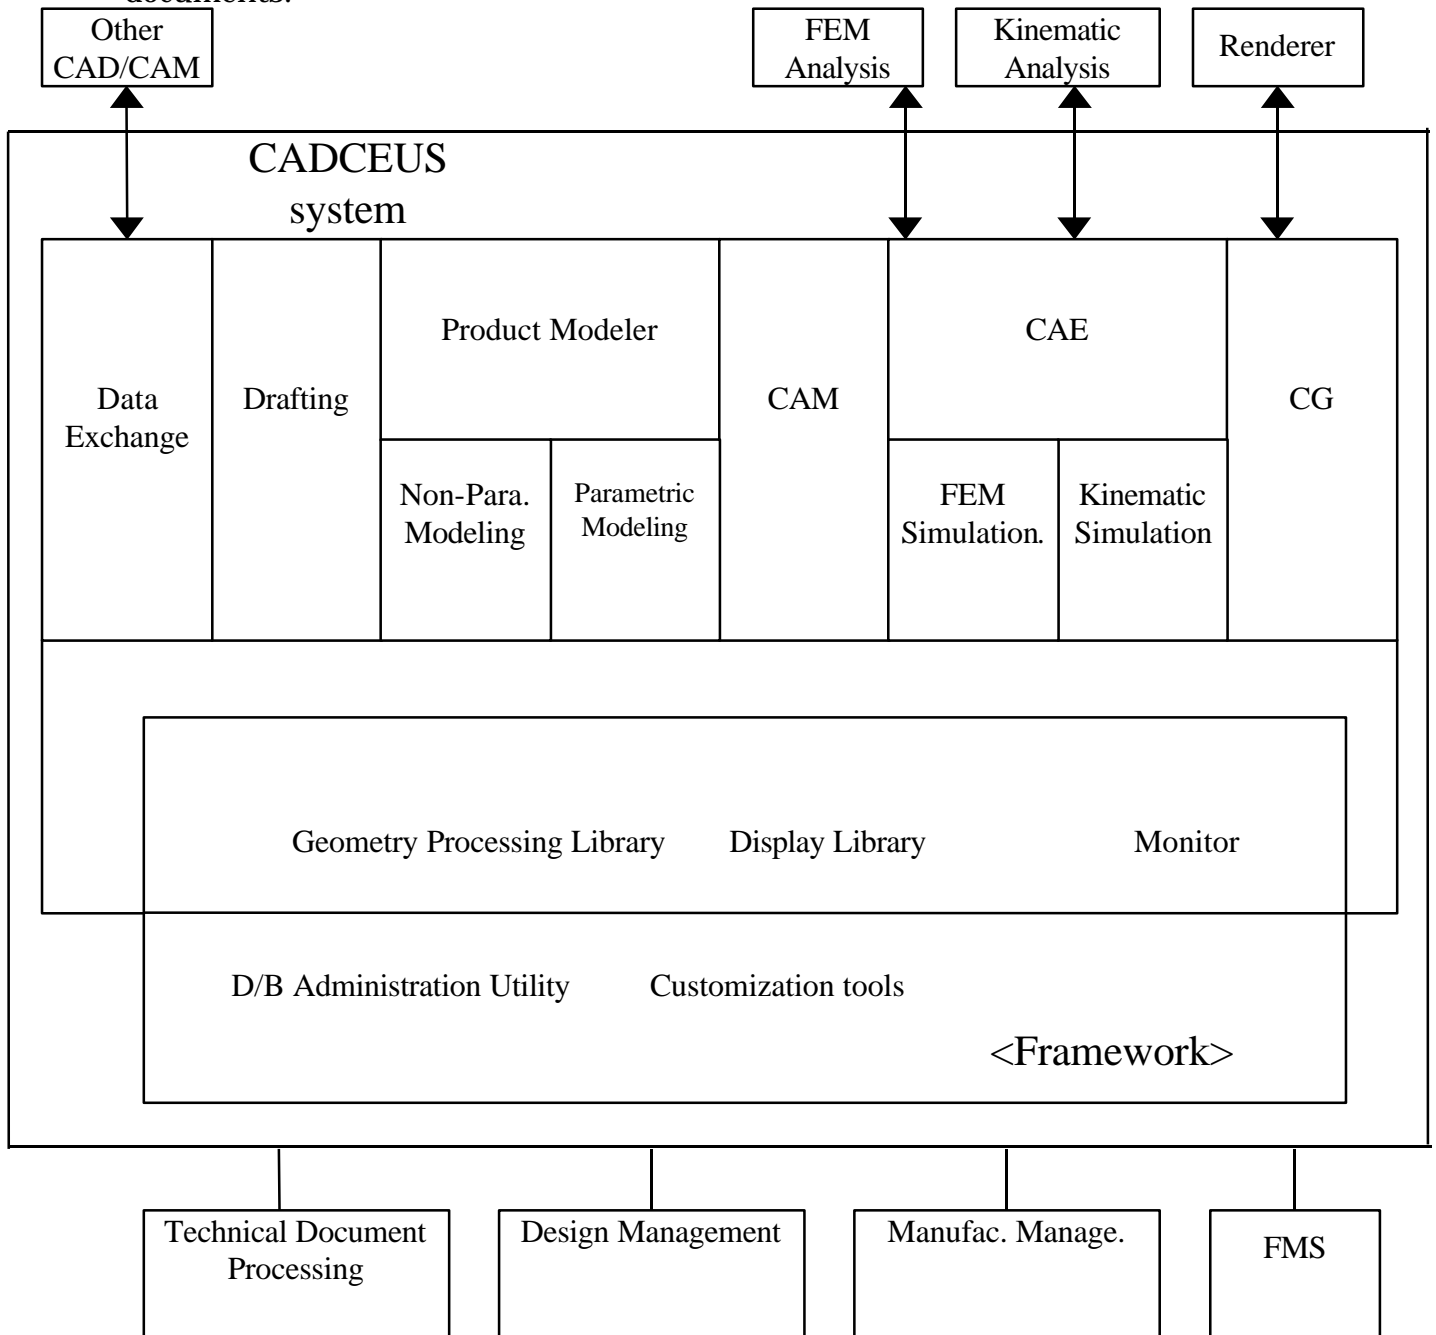 documents.
Other
CAD/CAM
FEM
Analysis
Kinematic
Analysis
Renderer
CADCEUS
system
Product Modeler
CAE
Data
Exchange
Drafting
CAM
CG
Non-Para.
Modeling
Parametric
Modeling
FEM
Simulation.
Kinematic
Simulation
Geometry Processing Library
Display Library
Monitor
D/B Administration Utility
Customization tools
<Framework>
Technical Document
Processing
Design Management
Manufac. Manage.
FMS